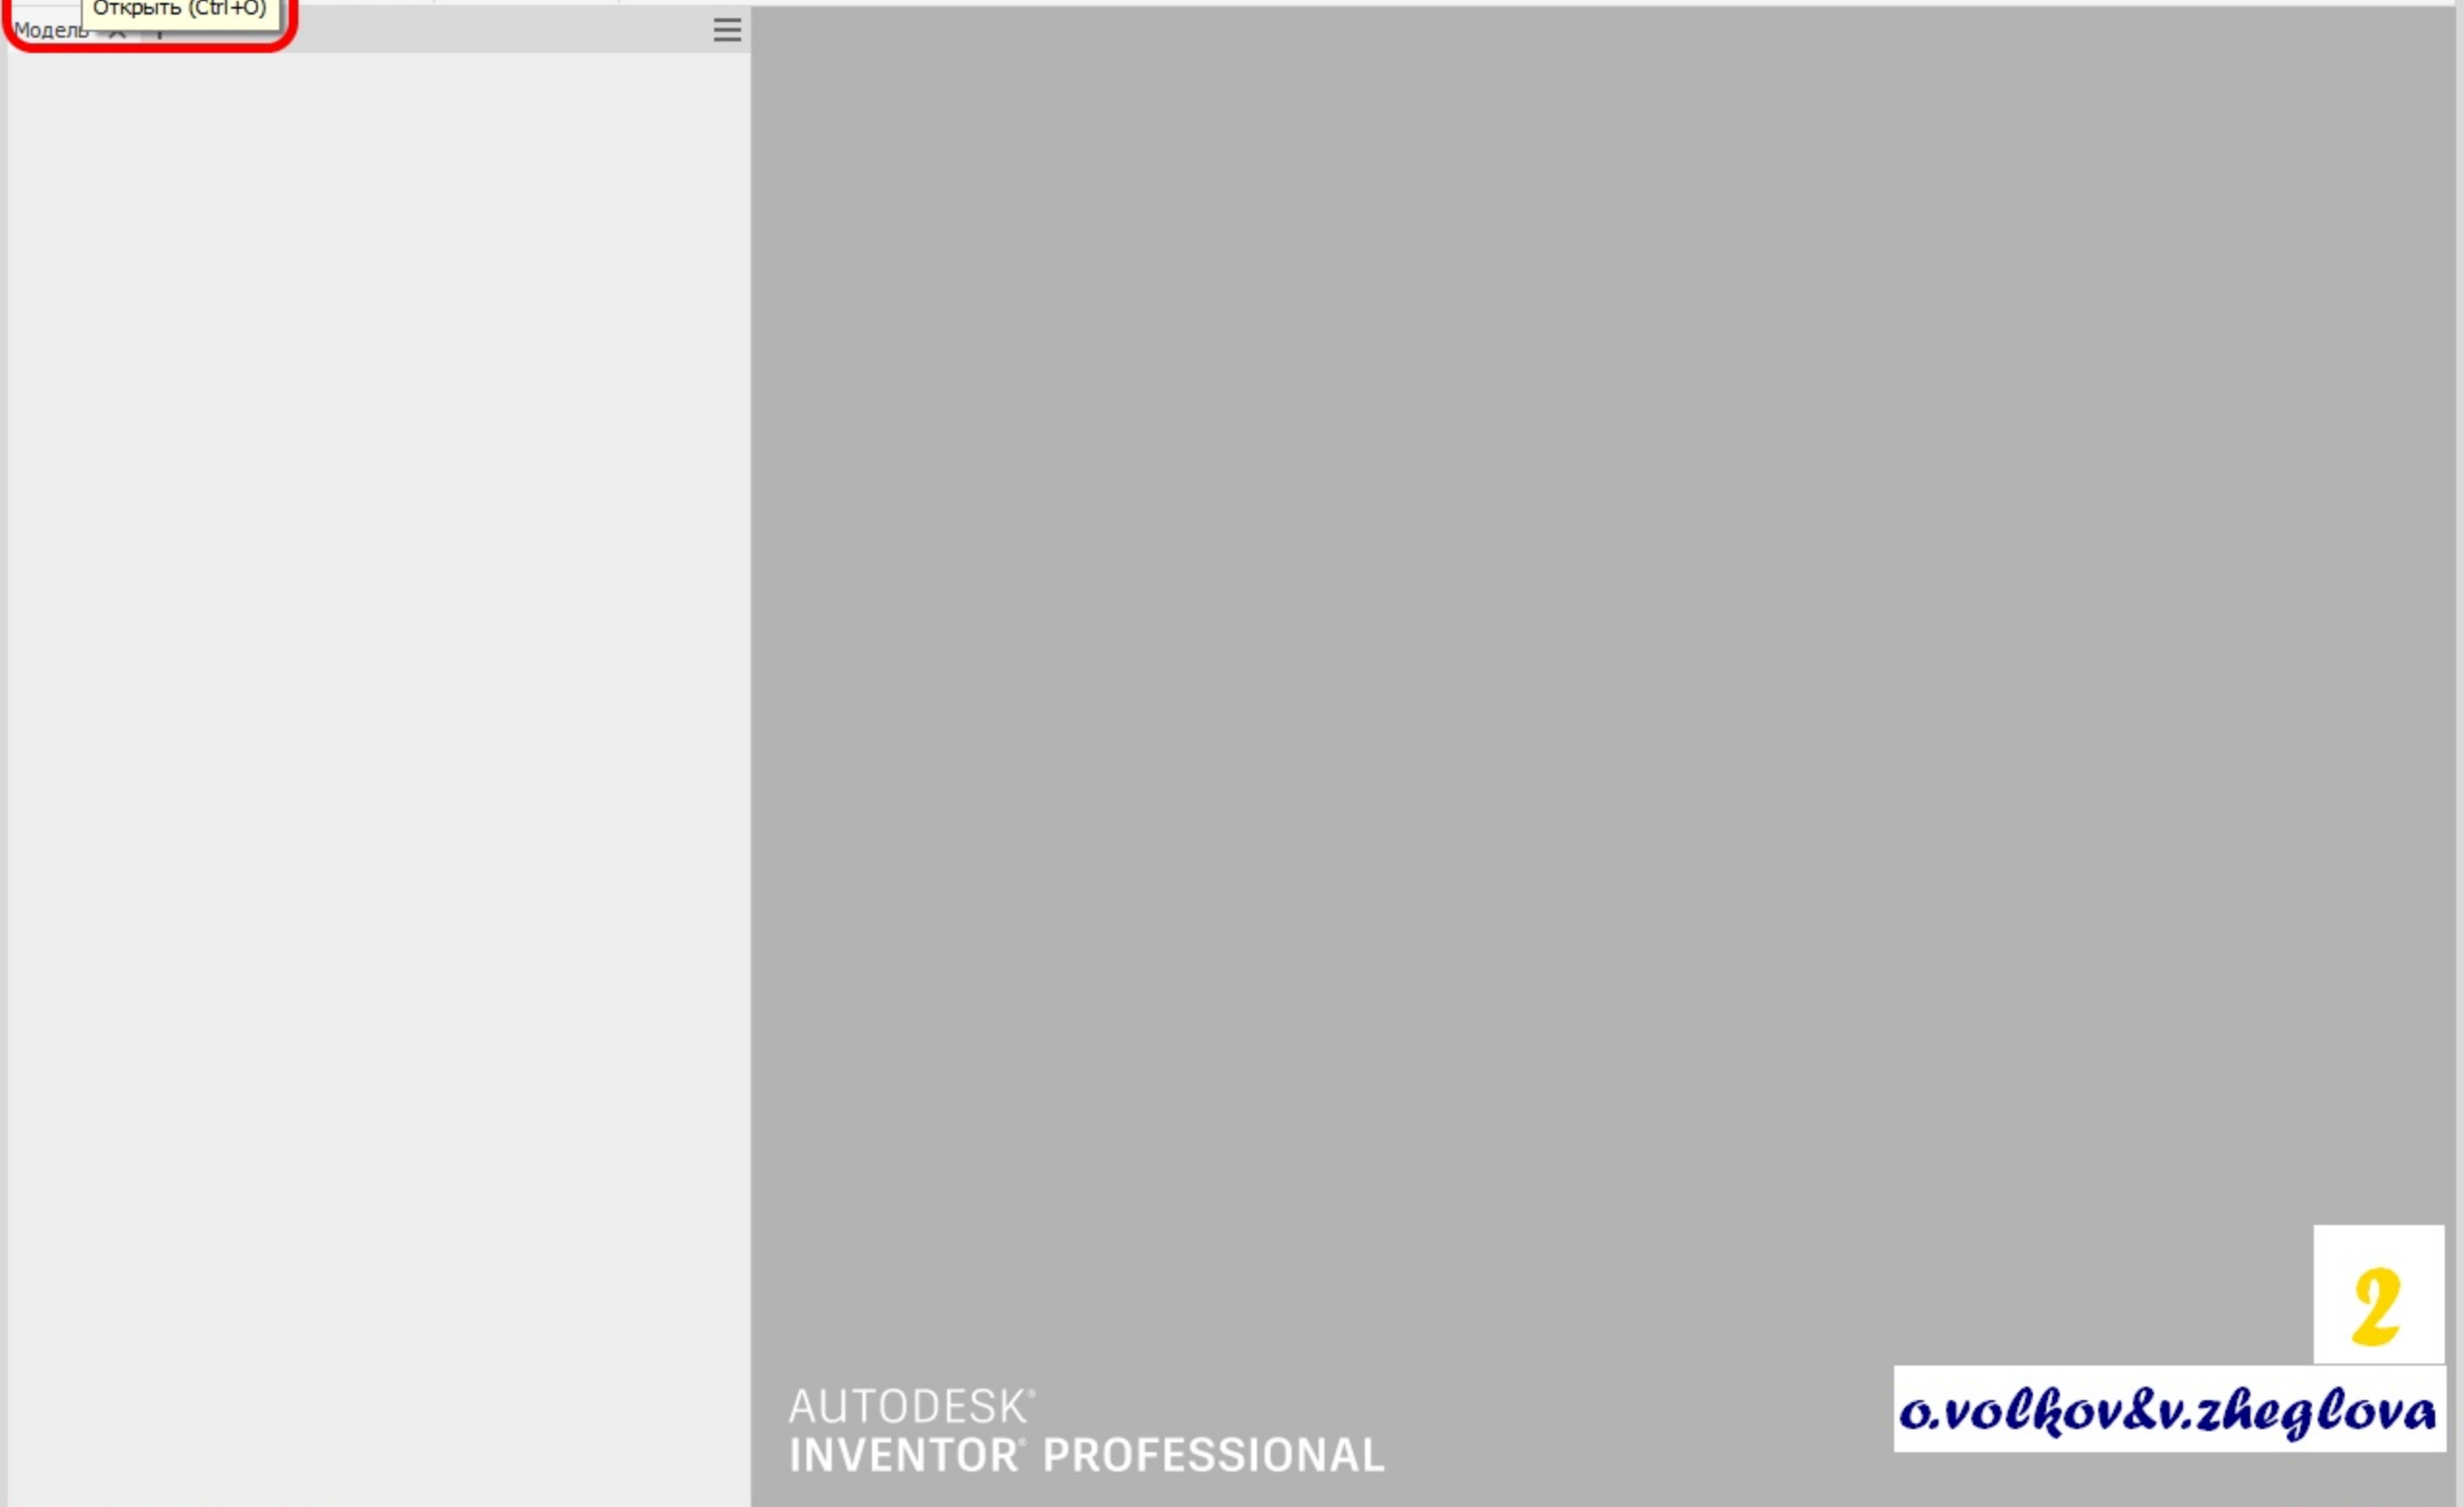 Открыть (Ctrl+O)
Модель
2
AUTODESK®
INVENTOR® PROFESSIONAL
o.volkov&v.zheglova